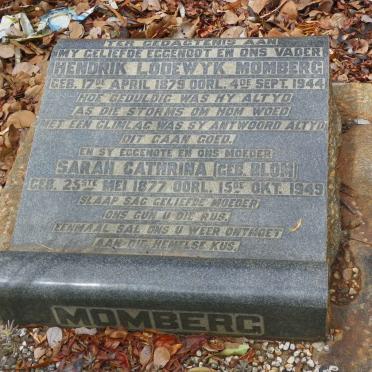 TER GEDAGTENIS AAN
MY GELIEFDE EGGENOOT EN ONS VADER
HENDRIK LODEWYK MOMBERG
GEB. 17DE APRIL 1879 OORL. 4DE SEPT. 1944
HOE GEDULDIG WAS HY ALTYD
AS DIE STORMS OM HOM WOED
MET EEN GLIMLAG WAS SY ANTWOORD ALTYD
DIT GAAN GOED.
EN SY EGGENOTE EN ONS MOEDER
SARAH CATHRINA (GEB. BLOM)
GEB. 25STE MEI 1877 OORL. 15DE OKT. 1949
SLAAP SAG GELIEFDE MOEDER
ONS GUN U DIE RUS,
EENMAAL SAL ONS U WEER ONTMOET
AAN DIE HEMELSE KUS.
MOMBERG